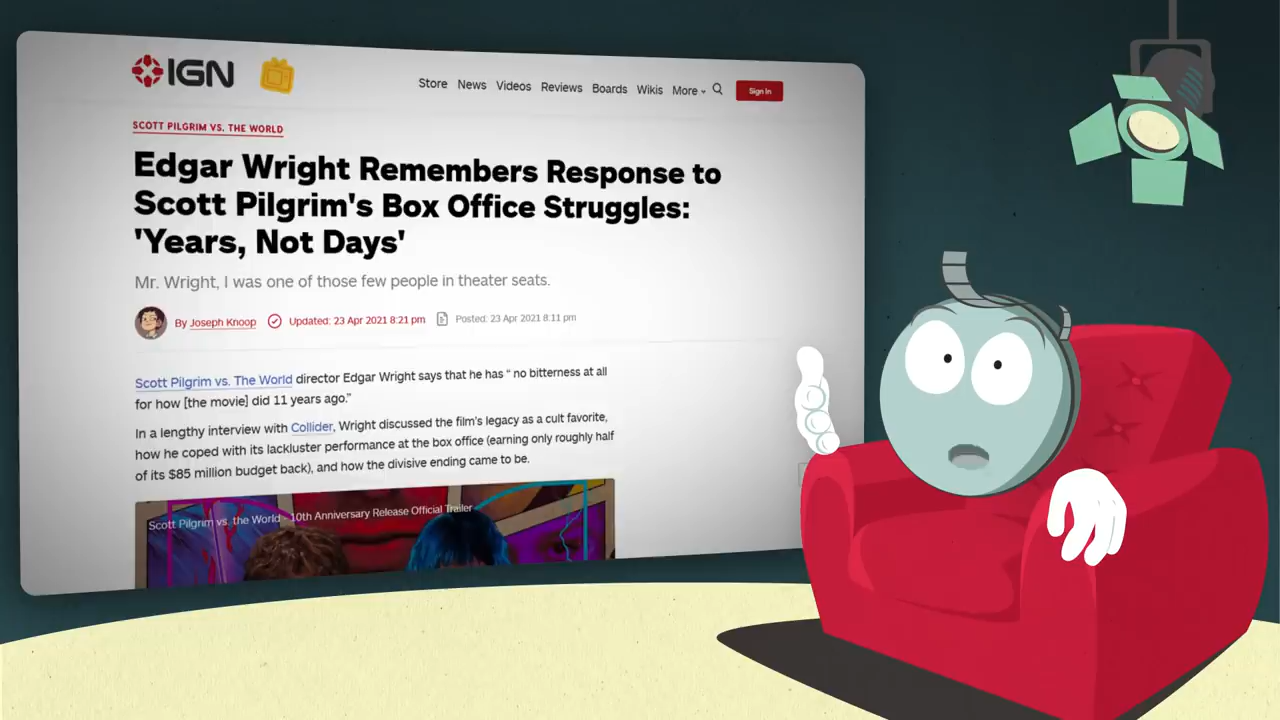 IGN
Store News Videos Reviews Boards Wikis More Sign In
SCOTT PILGRIM VS. THE WORLD
Edgar Wright Remembers Response to
Scott Pilgrim's Box Office Struggles:
'Years, Not Days'
Mr. Wright, I was one of those few people in theater seats.
By Joseph Knoop Updated: 23 Apr 2021 8:21 pm Posted: 23 Apr 2021 8:11 pm
Scott Pilgrim vs. The World director Edgar Wright says that he has “ no bitterness at all
for how [the movie] did 11 years ago.”
In a lengthy interview with Collider, Wright discussed the film's legacy as a cult favorite,
how he coped with its lackluster performance at the box office (earning only roughly half
of its $85 million budget back), and how the divisive ending came to be.
Scott Pilgrim vs. the World - 10th Anniversary Release Official Trailer